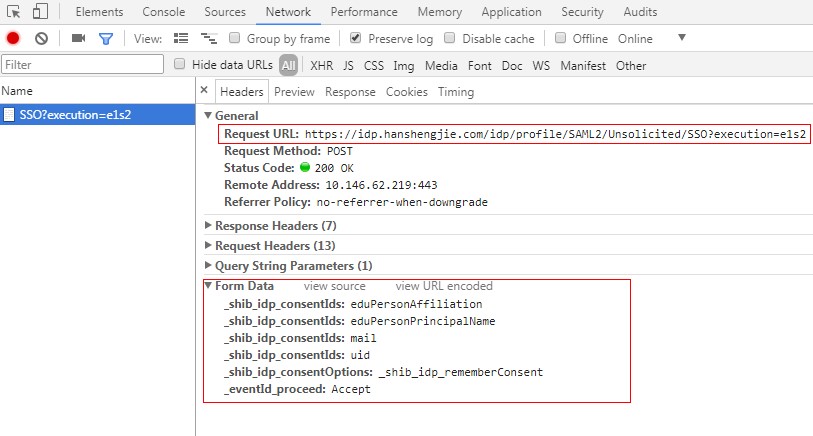 Elements Console Sources Network Performance Memory Application Security Audits
View: Group by frame Preserve log Disable cache Offline Online
Filter Hide data URLs All XHR JS CSS Img Media Font Doc WS Manifest Other
Name × Headers Preview Response Cookies Timing
SSO?execution=e1s2
General
Request URL: https://idp.hanshengjie.com/idp/profile/SAML2/Unsolicited/SSO?execution=e1s2
Request Method: POST
Status Code: 200 OK
Remote Address: 10.146.62.219:443
Referrer Policy: no-referrer-when-downgrade
Response Headers (7)
Request Headers (13)
Query String Parameters (1)
Form Data view source view URL encoded
_shib_idp_consentIds: eduPersonAffiliation
_shib_idp_consentIds: eduPersonPrincipalName
_shib_idp_consentIds: mail
_shib_idp_consentIds: uid
_shib_idp_consentOptions: _shib_idp_rememberConsent
_eventId_proceed: Accept